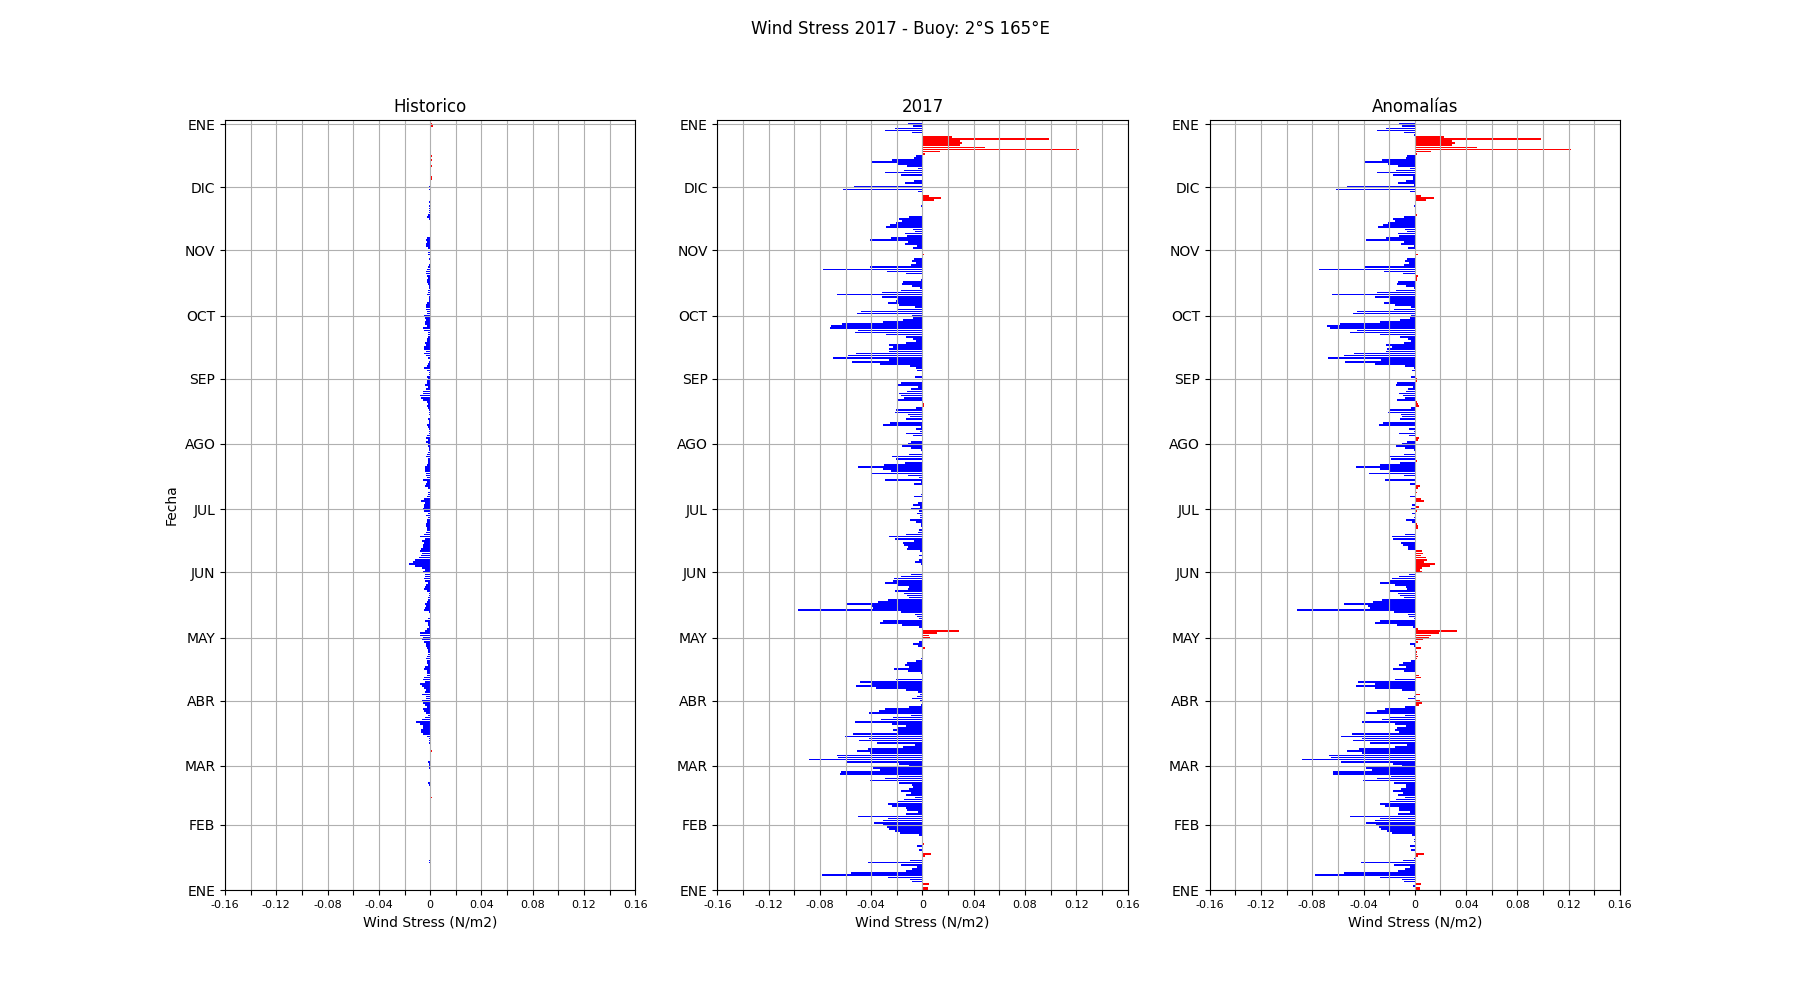 Wind Stress 2017 - Buoy: 2°S 165°E
Historico
ENE
DIC
NOV
OCT
SEP
AGO
JUL
JUN
MAY
ABR
MAR
FEB
ENE
Fecha
-0.16 -0.12 -0.08 -0.04 0 0.04 0.08 0.12 0.16
Wind Stress (N/m2)
2017
ENE
DIC
NOV
OCT
SEP
AGO
JUL
JUN
MAY
ABR
MAR
FEB
ENE
-0.16 -0.12 -0.08 -0.04 0 0.04 0.08 0.12 0.16
Wind Stress (N/m2)
Anomalías
ENE
DIC
NOV
OCT
SEP
AGO
JUL
JUN
MAY
ABR
MAR
FEB
ENE
-0.16 -0.12 -0.08 -0.04 0 0.04 0.08 0.12 0.16
Wind Stress (N/m2)